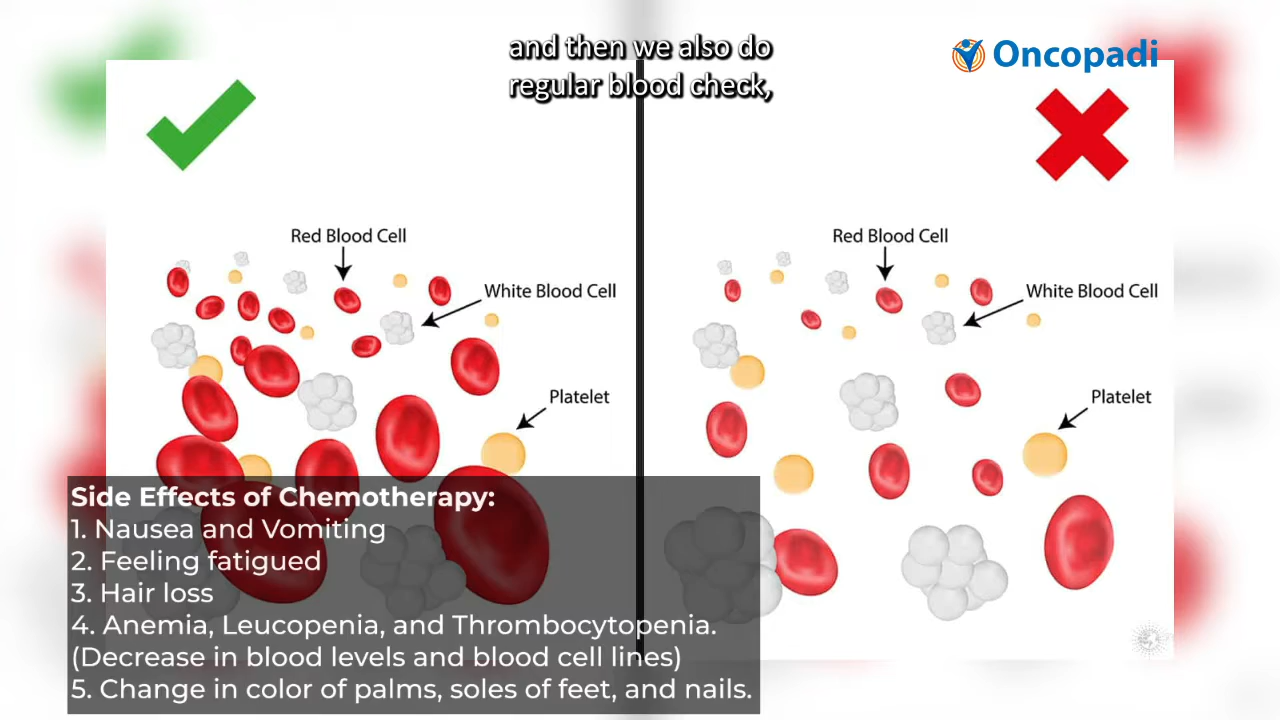 and then we also do
regular blood check,
Oncopadi
Red Blood Cell
White Blood Cell
Platelet
Red Blood Cell
White Blood Cell
Platelet
Side Effects of Chemotherapy:
1. Nausea and Vomiting
2. Feeling fatigued
3. Hair loss
4. Anemia, Leucopenia, and Thrombocytopenia.
(Decrease in blood levels and blood cell lines)
5. Change in color of palms, soles of feet, and nails.